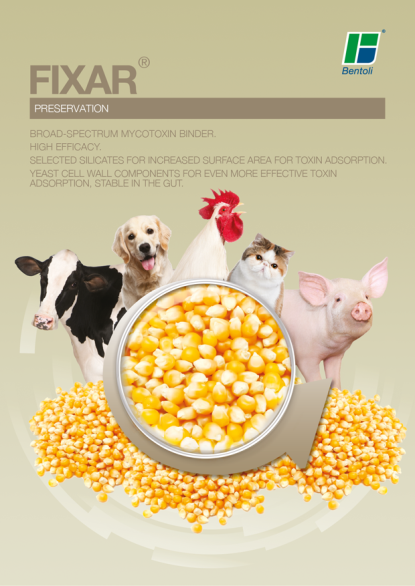 Bentoli®
FIXAR®
PRESERVATION
BROAD-SPECTRUM MYCOTOXIN BINDER.
HIGH EFFICACY.
SELECTED SILICATES FOR INCREASED SURFACE AREA FOR TOXIN ADSORPTION.
YEAST CELL WALL COMPONENTS FOR EVEN MORE EFFECTIVE TOXIN
ADSORPTION, STABLE IN THE GUT.